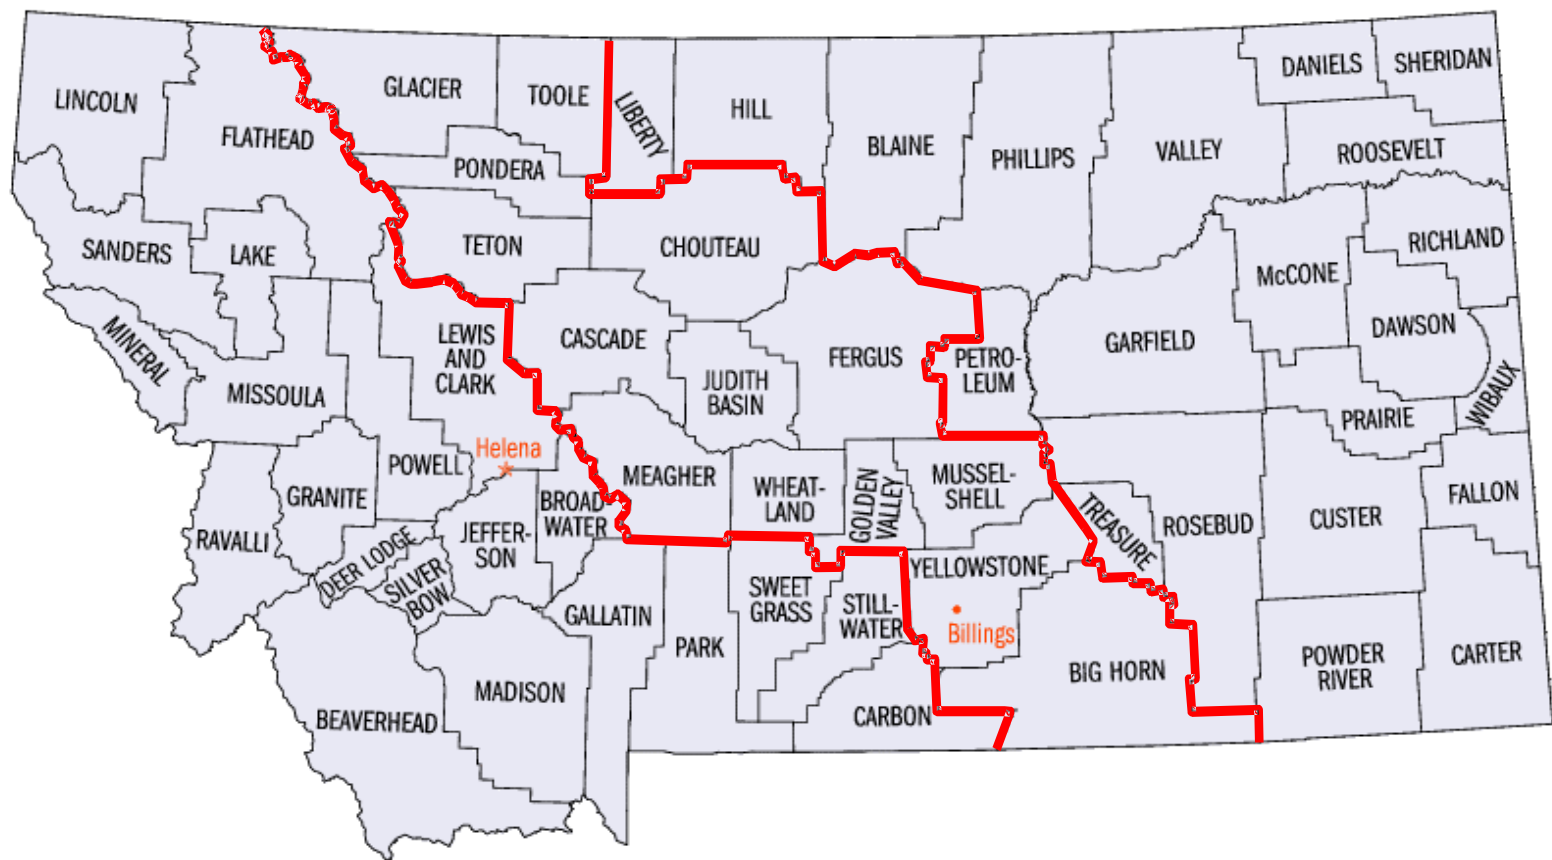 LINCOLN
FLATHEAD
GLACIER
TOOLE
LIBERTY
HILL
BLAINE
PHILLIPS
VALLEY
DANIELS
SHERIDAN
ROOSEVELT
PONDERA
SANDERS
LAKE
TETON
CHOUTEAU
RICHLAND
McCONE
DAWSON
MINERAL
MISSOULA
LEWIS
AND
CLARK
CASCADE
JUDITH
BASIN
FERGUS
PETRO-
LEUM
GARFIELD
PRAIRIE
WIBAUX
Helena
POWELL
GRANITE
RAVALLI
MEAGHER
BROAD
WATER
JEFFER-
SON
DEER LODGE
SILVER
BOW
WHEAT-
LAND
GOLDEN
VALLEY
MUSSEL-
SHELL
TREASURE
ROSEBUD
CUSTER
FALLON
GALLATIN
PARK
SWEET
GRASS
STILL-
WATER
YELLOWSTONE
Billings
MADISON
BEAVERHEAD
CARBON
BIG HORN
POWDER
RIVER
CARTER